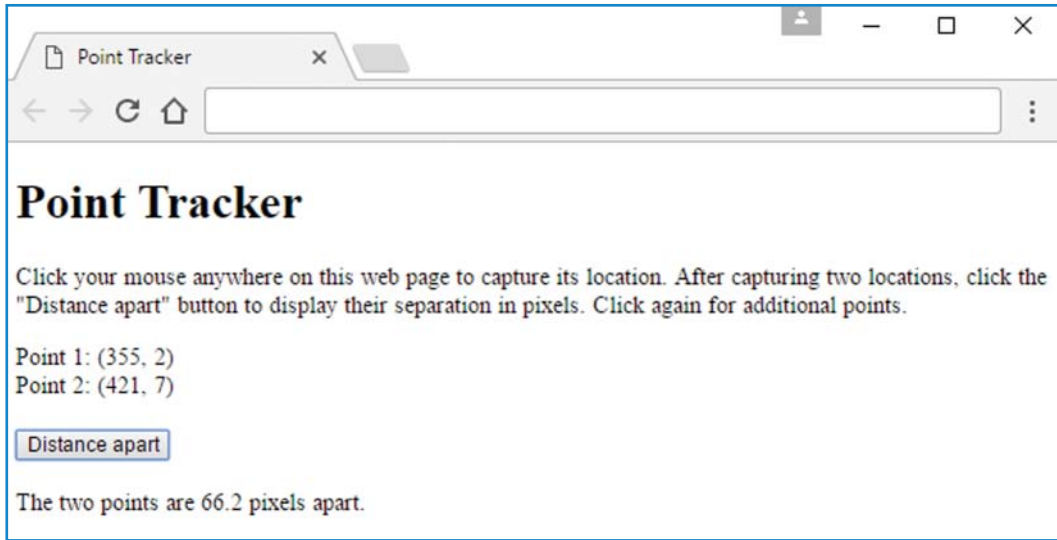 Point Tracker
Point Tracker
Click your mouse anywhere on this web page to capture its location. After capturing two locations, click the
"Distance apart" button to display their separation in pixels. Click again for additional points.
Point 1: (355, 2)
Point 2: (421, 7)
Distance apart
The two points are 66.2 pixels apart.